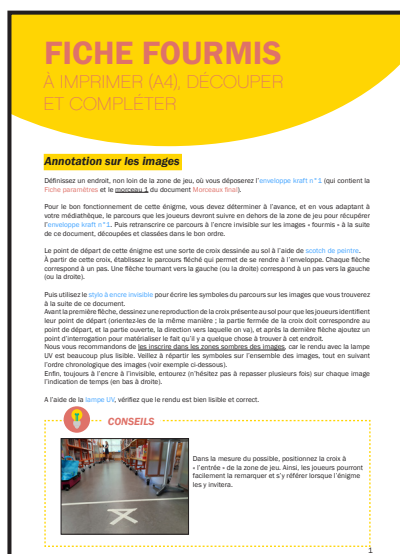 FICHE FOURMIS
À IMPRIMER (A4), DÉCOUPER
ET COMPLÉTER
Annotation sur les images
Définissez un endroit, non loin de la zone de jeu, où vous déposerez l'enveloppe kraft n°1 (qui contient la
Fiche paramètres et le morceau 1 du document Morceaux final).
Pour le bon fonctionnement de cette énigme, vous devez déterminer à l'avance, et en vous adaptant à
votre médiathèque, le parcours que les joueurs devront suivre en dehors de la zone de jeu pour récupérer
l'enveloppe kraft n°1. Puis retranscrire ce parcours à l'encre invisible sur les images « fourmis » à la suite
de ce document, découpées et classées dans le bon ordre.
Le point de départ de cette énigme est une sorte de croix dessinée au sol à l'aide de scotch de peintre.
À partir de cette croix, établissez le parcours fléché qui permet de se rendre à l'enveloppe. Chaque flèche
correspond à un pas. Une flèche tournant vers la gauche (ou la droite) correspond à un pas vers la gauche
(ou la droite).
Puis utilisez le stylo à encre invisible pour écrire les symboles du parcours sur les images que vous trouverez
à la suite de ce document.
Avant la première flèche, dessinez une reproduction de la croix présente au sol pour que les joueurs identifient
leur point de départ (orientez-les de la même manière ; la partie fermée de la croix doit correspondre au
point de départ, et la partie ouverte, la direction vers laquelle on va), et après la dernière flèche ajoutez un
point d'interrogation pour matérialiser le fait qu'il y a quelque chose à trouver à cet endroit.
Nous vous recommandons de les inscrire dans les zones sombres des images, car le rendu avec la lampe
UV est beaucoup plus lisible. Veillez à répartir les symboles sur l'ensemble des images, tout en suivant
l'ordre chronologique des images (voir exemple ci-dessous).
Enfin, toujours à l'encre à invisible, entourez (n'hésitez pas à repasser plusieurs fois) sur chaque image
l'indication de temps (en bas à droite).
A l'aide de la lampe UV, vérifiez que le rendu est bien lisible et correct.
CONSEILS
Dans la mesure du possible, positionnez la croix à
« l'entrée » de la zone de jeu. Ainsi, les joueurs pourront
facilement la remarquer et s'y référer lorsque l'énigme
les y invitera.
1